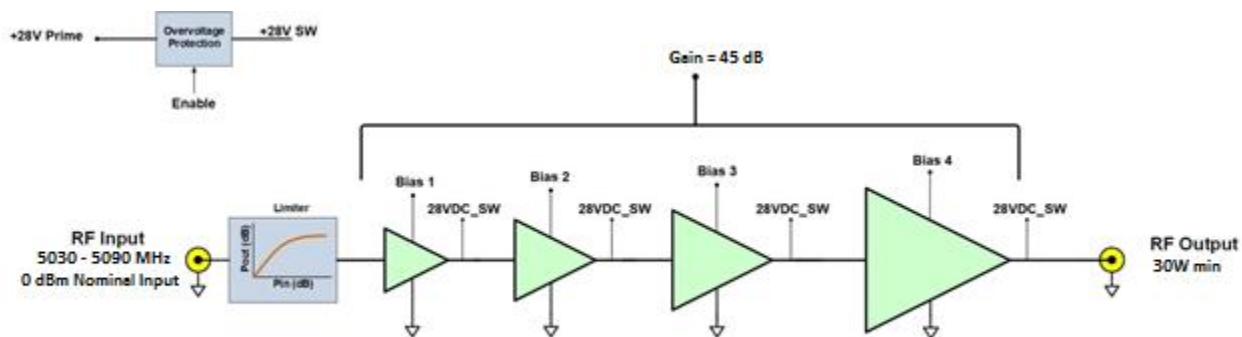 +28V Prime
Overvoltage
Protection
+28V SW
Enable
Gain = 45 dB
Bias 1
Bias 2
Bias 3
Bias 4
28VDC_SW
28VDC_SW
28VDC_SW
28VDC_SW
Limiter
Pout (dB)
Pin (dB)
RF Input
5030 - 5090 MHz
0 dBm Nominal Input
RF Output
30W min